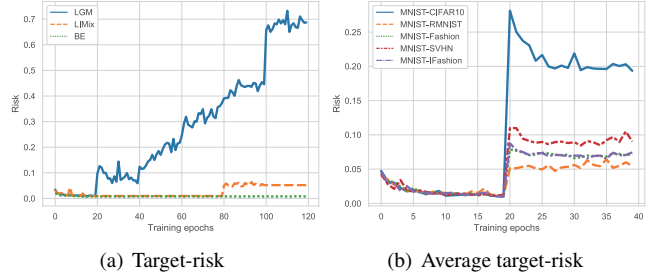 LGM
LIMix
BE
0.7
0.6
0.5
0.4
0.3
0.2
0.1
0.0
Risk
0 20 40 60 80 100 120
Training epochs
(a) Target-risk
MNIST-CIFAR10
MNIST-RMNIST
MNIST-Fashion
MNIST-SVHN
MNIST-IFashion
0.25
0.20
0.15
0.10
0.05
0.00
Risk
0 5 10 15 20 25 30 35 40
Training epochs
(b) Average target-risk